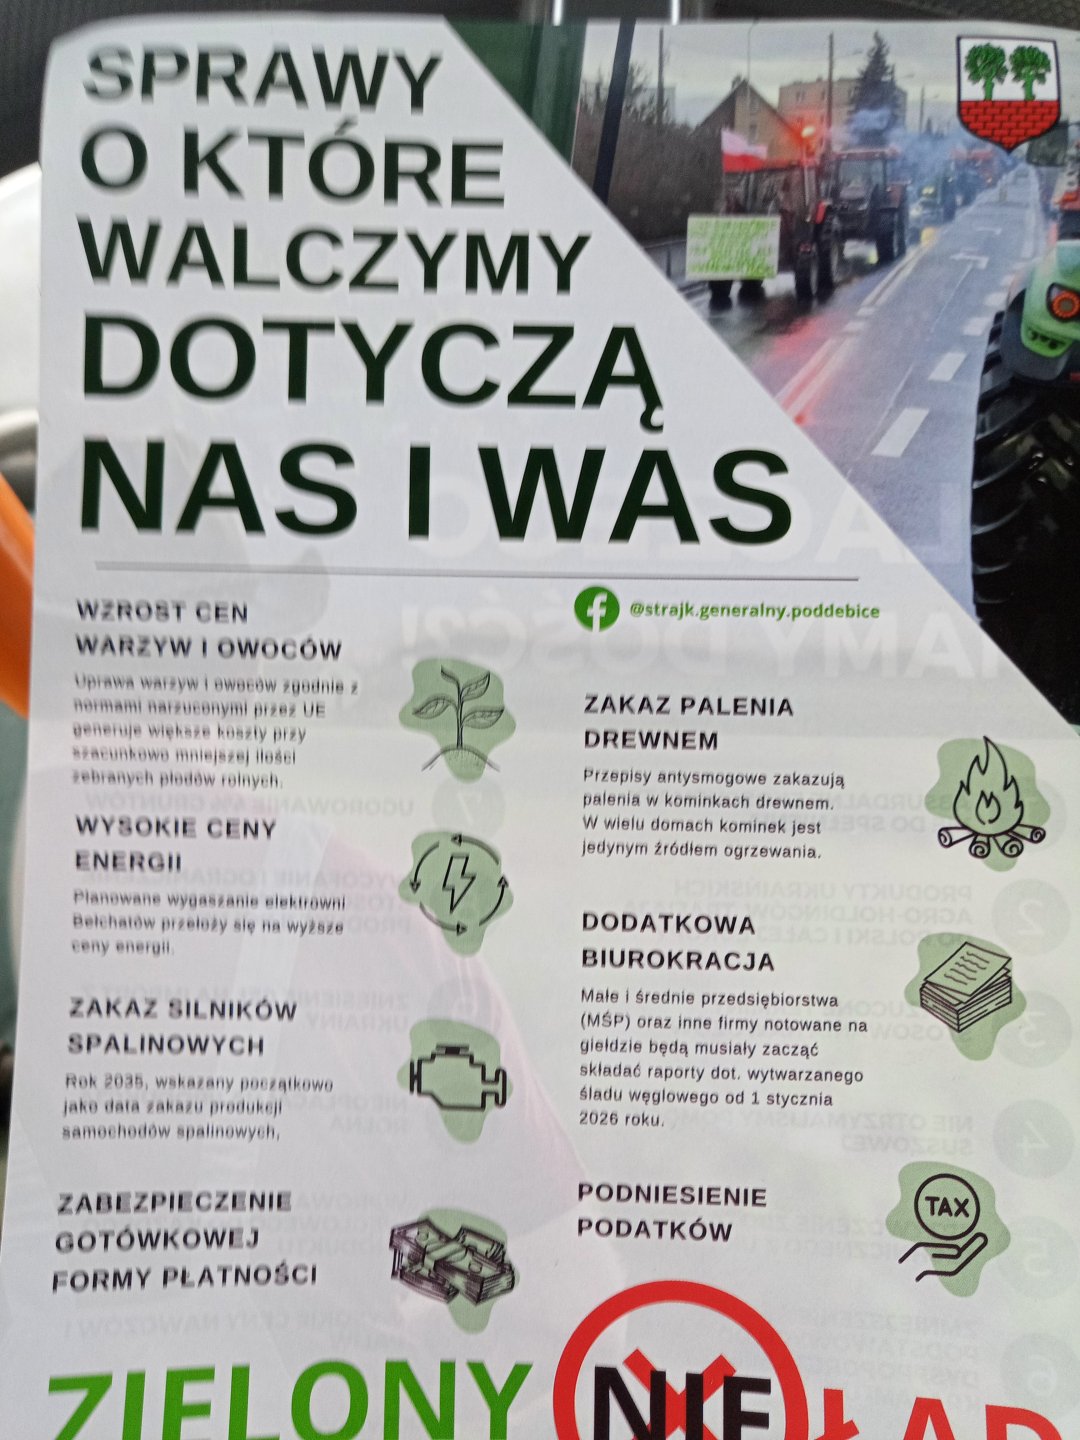 SPRAWY
O KTÓRE
WALCZYMY
DOTYCZĄ
NAS I WAS
WZROST CEN
WARZYW I OWOCÓW
Uprawa warzyw i owoców zgodnie z
normami narzuconymi przez UE
generuje większe koszty przy
szacunkowo mniejszej ilości
zebranych płodów rolnych.
WYSOKIE CENY
ENERGII
Planowane wygaszanie elektrowni
Bełchatów przełoży się na wyższe
ceny energii.
ZAKAZ SILNIKÓW
SPALINOWYCH
Rok 2035, wskazany początkowo
jako data zakazu produkcji
samochodów spalinowych,
ZABEZPIECZENIE
GOTÓWKOWEJ
FORMY PŁATNOŚCI
@strajk.generalny.poddebice
ZAKAZ PALENIA
DREWNEM
Przepisy antysmogowe zakazują
palenia w kominkach drewnem.
W wielu domach kominek jest
jedynym źródłem ogrzewania.
DODATKOWA
BIUROKRACJA
Małe i średnie przedsiębiorstwa
(MŚP) oraz inne firmy notowane na
giełdzie będą musiały zacząć
składać raporty dot. wytwarzanego
śladu węglowego od 1 stycznia
2026 roku.
PODNIESIENIE
PODATKÓW
TAX
ZIELONY NIE ŁAD